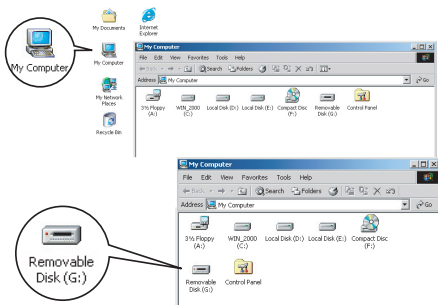 My Documents
Internet
Explorer
My Computer
My Computer
My Network
Places
Recycle Bin
My Computer
File Edit View Favorites Tools Help
Back Search Folders
Address My Computer Go
3½ Floppy
(A:)
WIN_2000
(C:)
Local Disk (D:)
Local Disk (E:)
Compact Disc
(F:)
Removable
Disk (G:)
Control Panel
My Computer
File Edit View Favorites Tools Help
Back Search Folders
Address My Computer Go
3½ Floppy
(A:)
WIN_2000
(C:)
Local Disk (D:)
Local Disk (E:)
Compact Disc
(F:)
Removable
Disk (G:)
Control Panel
Removable
Disk (G:)